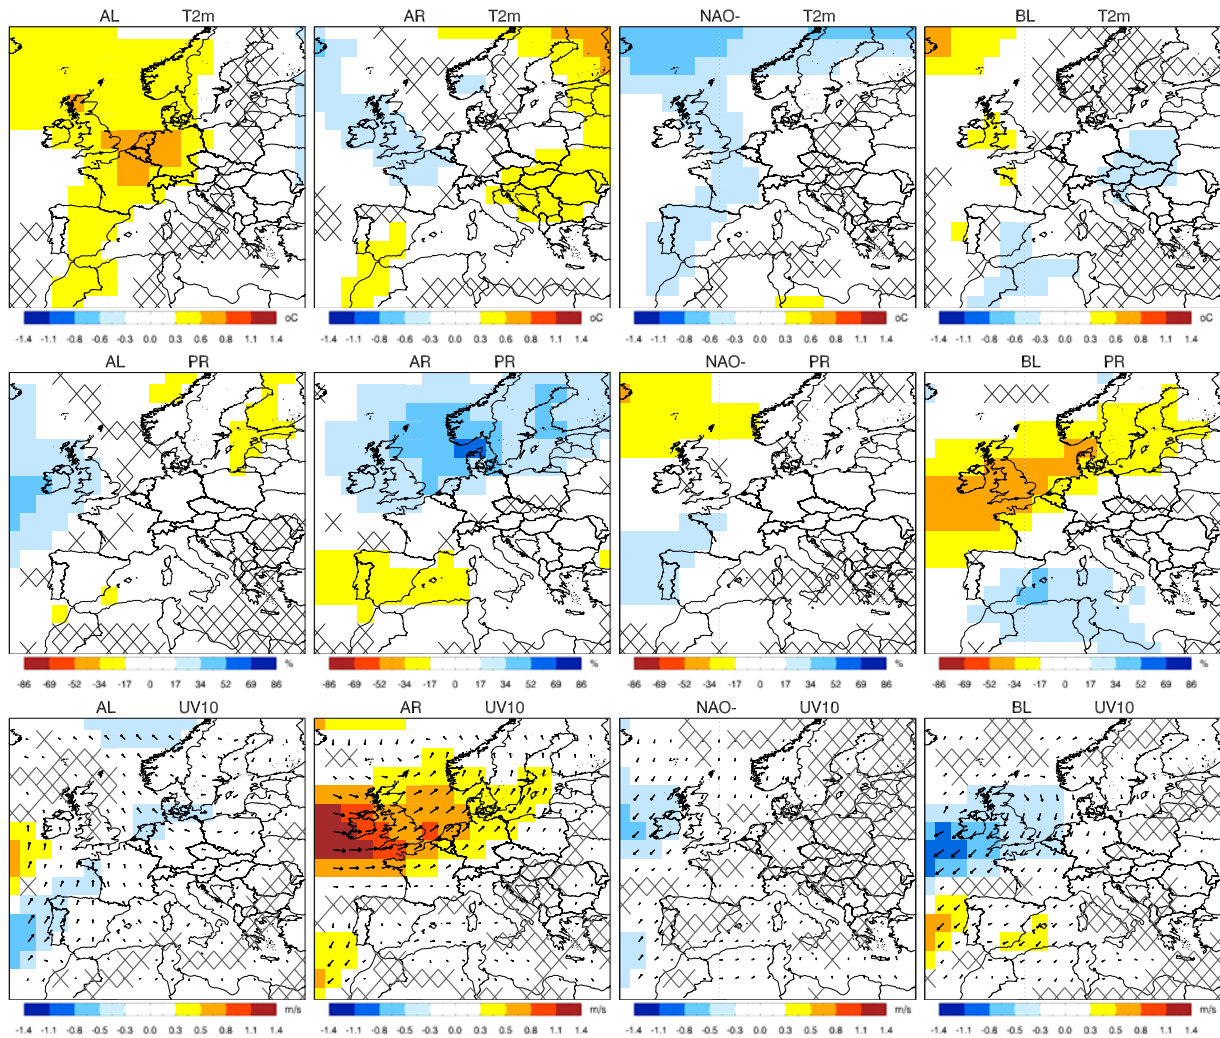 AL T2m AR T2m NAO- T2m BL T2m
oC oC oC oC
-1.4 -1.1 -0.8 -0.5 -0.3 0.0 0.3 0.5 0.8 1.1 1.4 -1.4 -1.1 -0.8 -0.5 -0.3 0.0 0.3 0.5 0.8 1.1 1.4 -1.4 -1.1 -0.8 -0.5 -0.3 0.0 0.3 0.5 0.8 1.1 1.4 -1.4 -1.1 -0.8 -0.5 -0.3 0.0 0.3 0.5 0.8 1.1 1.4
AL PR AR PR NAO- PR BL PR
% % % %
-86 -69 -52 -34 -17 0 17 34 52 69 86 -86 -69 -52 -34 -17 0 17 34 52 69 86 -86 -69 -52 -34 -17 0 17 34 52 69 86 -86 -69 -52 -34 -17 0 17 34 52 69 86
AL UV10 AR UV10 NAO- UV10 BL UV10
m/s m/s m/s m/s
-1.4 -1.1 -0.8 -0.5 -0.3 0.0 0.3 0.5 0.8 1.1 1.4 -1.4 -1.1 -0.8 -0.5 -0.3 0.0 0.3 0.5 0.8 1.1 1.4 -1.4 -1.1 -0.8 -0.5 -0.3 0.0 0.3 0.5 0.8 1.1 1.4 -1.4 -1.1 -0.8 -0.5 -0.3 0.0 0.3 0.5 0.8 1.1 1.4